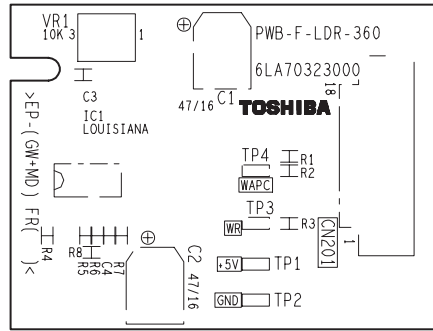 VR1
10K 3 1
PWB-F-LDR-360
6LA70323000
18
C3
47/16 C1
TOSHIBA
IC1
LOUISIANA
>EP-(GW+MD) FR( )<
TP4
R1
R2
WAPC
TP3
WR
R3
CN201
1
R4
R8
R5
R6
C4
R7
C2 47/16
+5V TP1
GND TP2